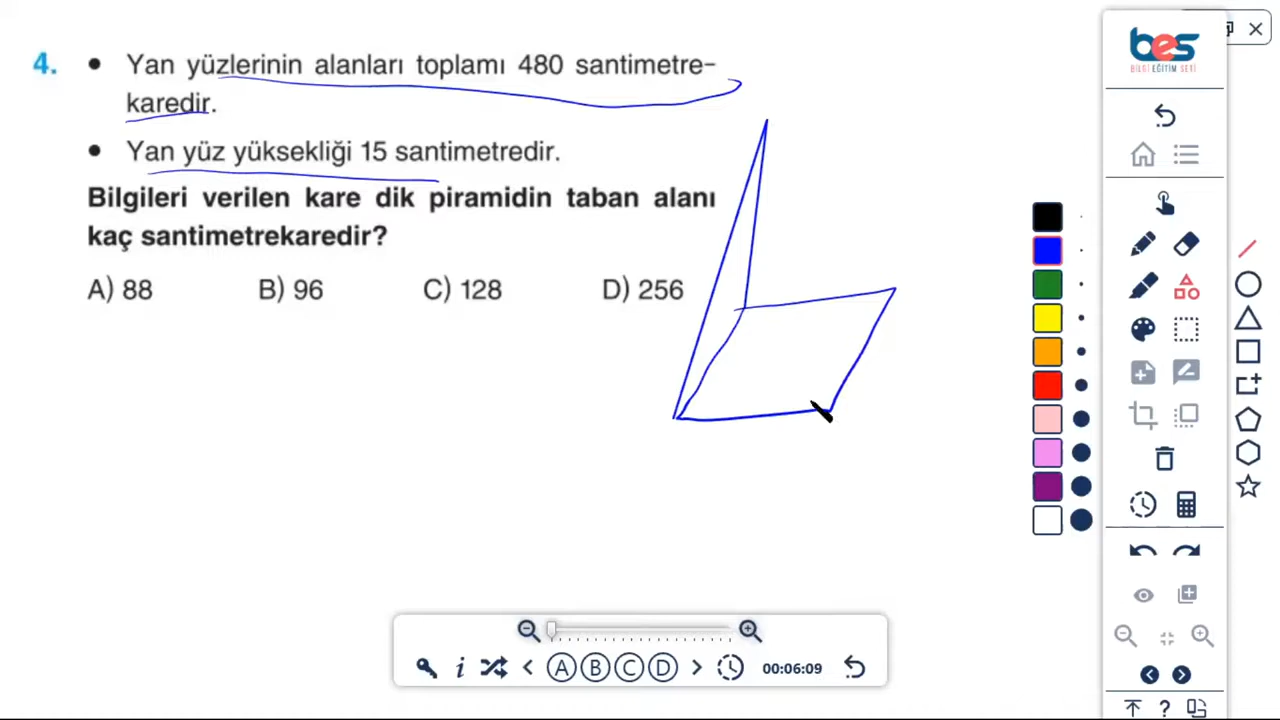 4. • Yan yüzlerinin alanları toplamı 480 santimetre-
karedir.
• Yan yüz yüksekliği 15 santimetredir.
Bilgileri verilen kare dik piramidin taban alanı
kaç santimetrekaredir?
A) 88 B) 96 C) 128 D) 256
bes
BİLGİ EĞİTİM SETİ
i A B C D 00:06:09
?